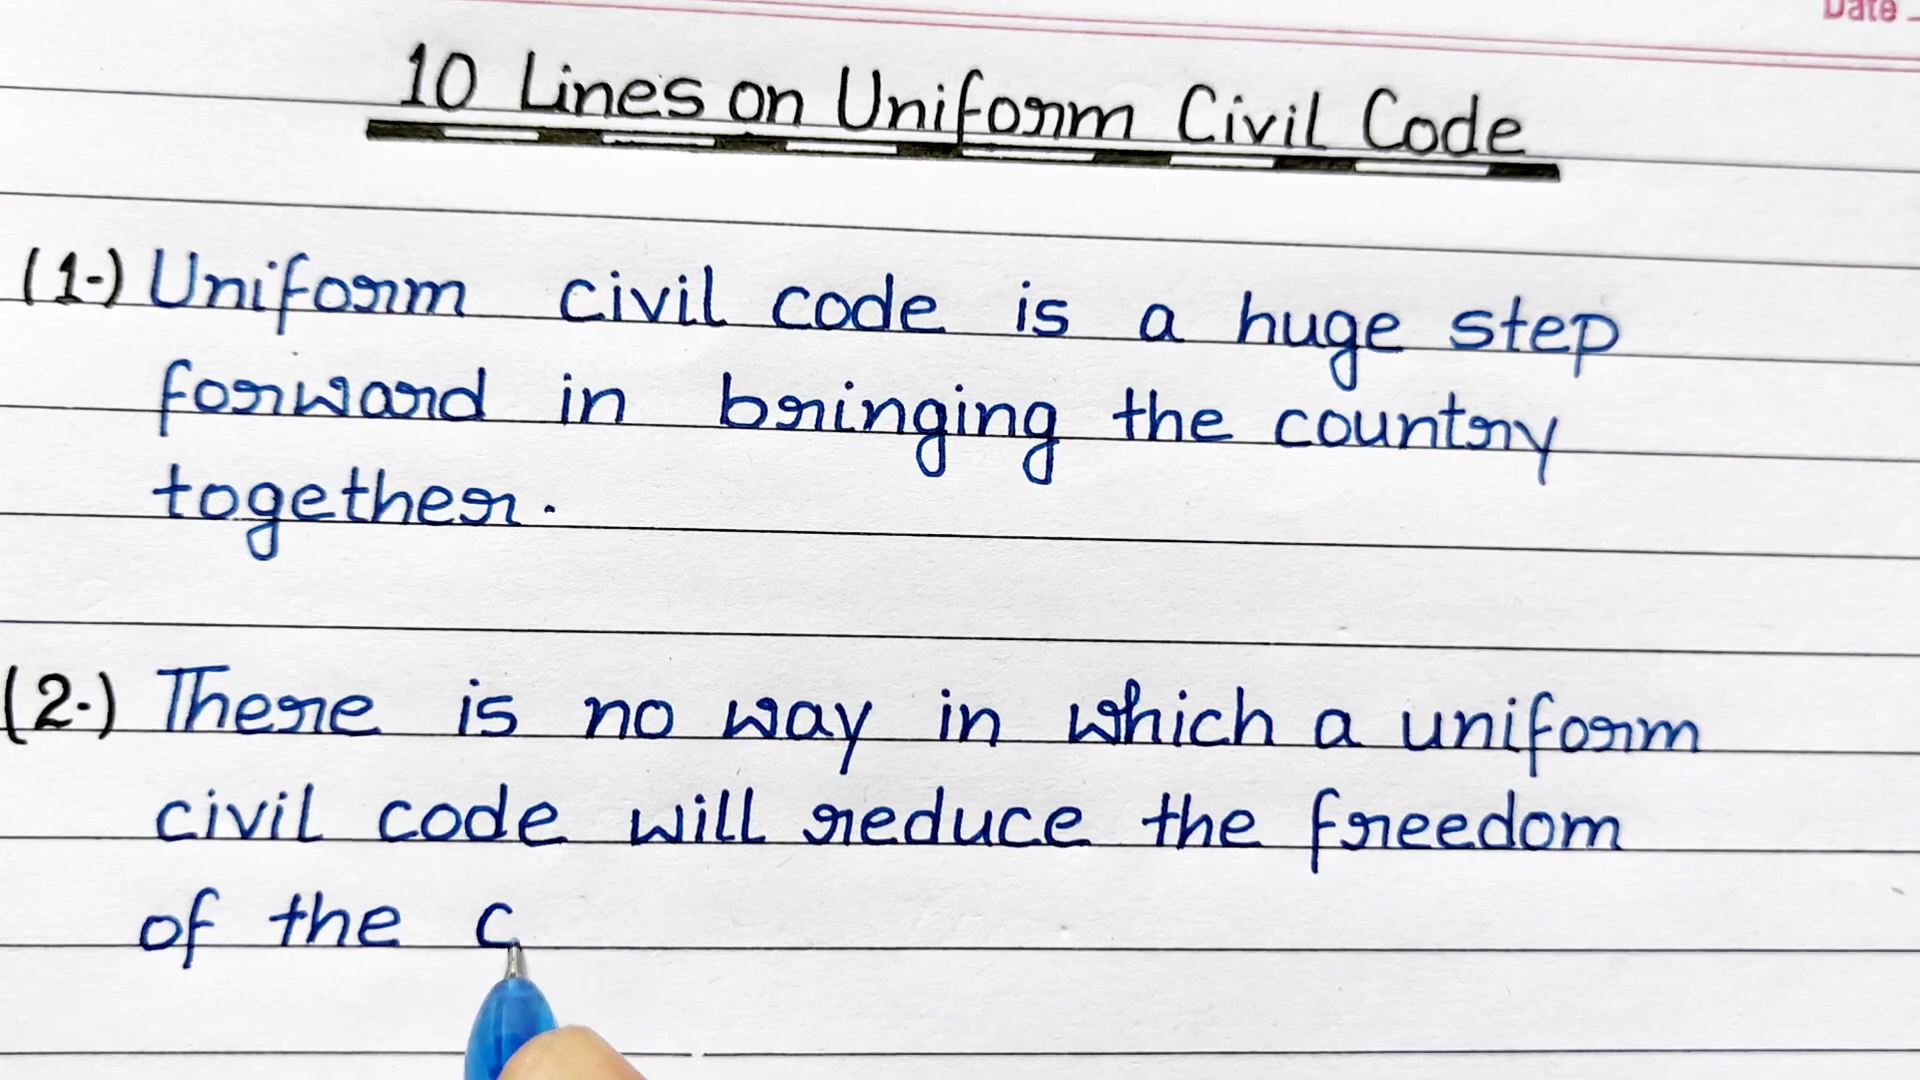 Date
10 Lines on Uniform Civil Code
(1-) Uniform civil code is a huge step
forward in bringing the country
together.
(2-) There is no way in which a uniform
civil code will reduce the freedom
of the c